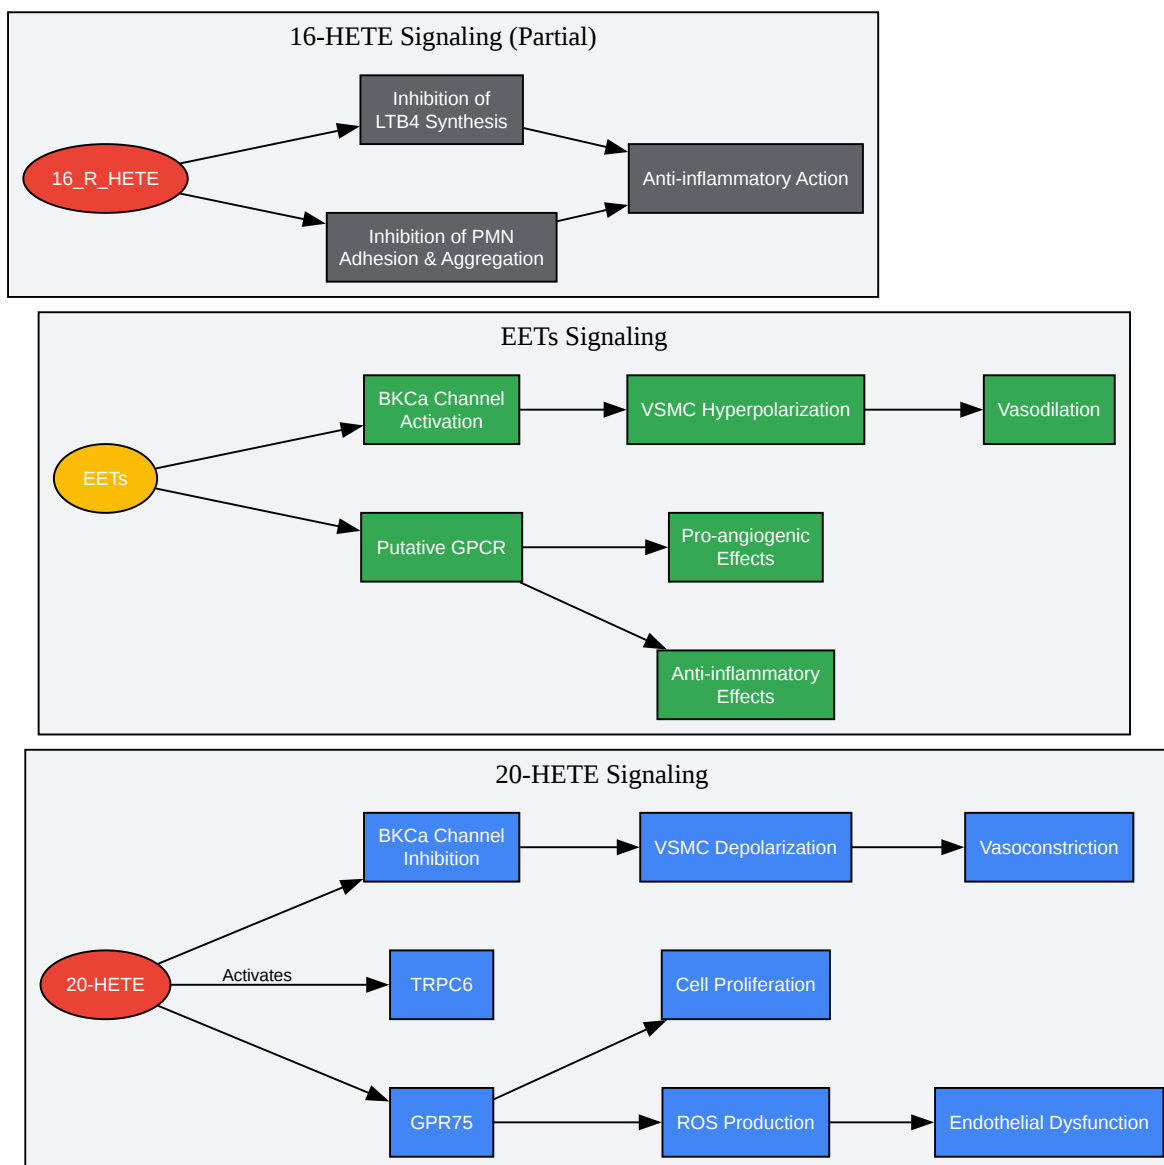 16-HETE Signaling (Partial)
16_R_HETE
Inhibition of
LTB4 Synthesis
Inhibition of PMN
Adhesion & Aggregation
Anti-inflammatory Action
EETs Signaling
EETs
BKCa Channel
Activation
VSMC Hyperpolarization
Vasodilation
Putative GPCR
Pro-angiogenic
Effects
Anti-inflammatory
Effects
20-HETE Signaling
20-HETE
BKCa Channel
Inhibition
VSMC Depolarization
Vasoconstriction
Activates
TRPC6
Cell Proliferation
GPR75
ROS Production
Endothelial Dysfunction